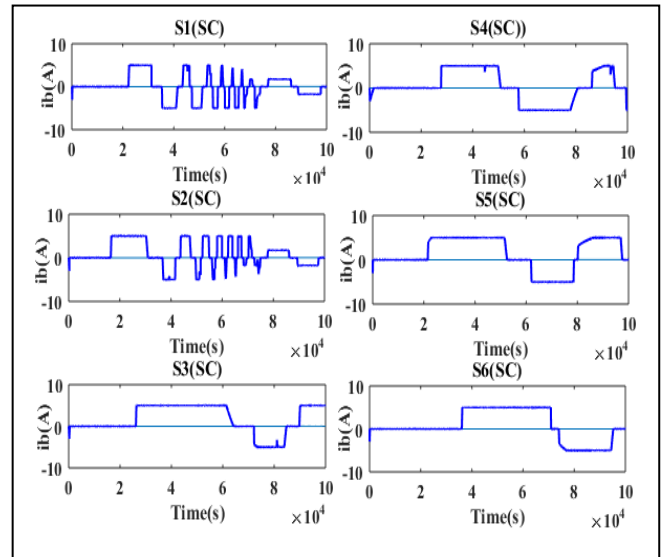 S1(SC)
10
0
-10
ib(A)
0 2 4 6 8 10
Time(s)
×10⁴
S4(SC))
10
0
-10
ib(A)
0 2 4 6 8 10
Time(s)
×10⁴
S2(SC)
10
0
-10
ib(A)
0 2 4 6 8 10
Time(s)
×10⁴
S5(SC)
10
0
-10
ib(A)
0 2 4 6 8 10
Time(s)
×10⁴
S3(SC)
10
0
-10
ib(A)
0 2 4 6 8 10
Time(s)
×10⁴
S6(SC)
10
0
-10
ib(A)
0 2 4 6 8 10
Time(s)
×10⁴